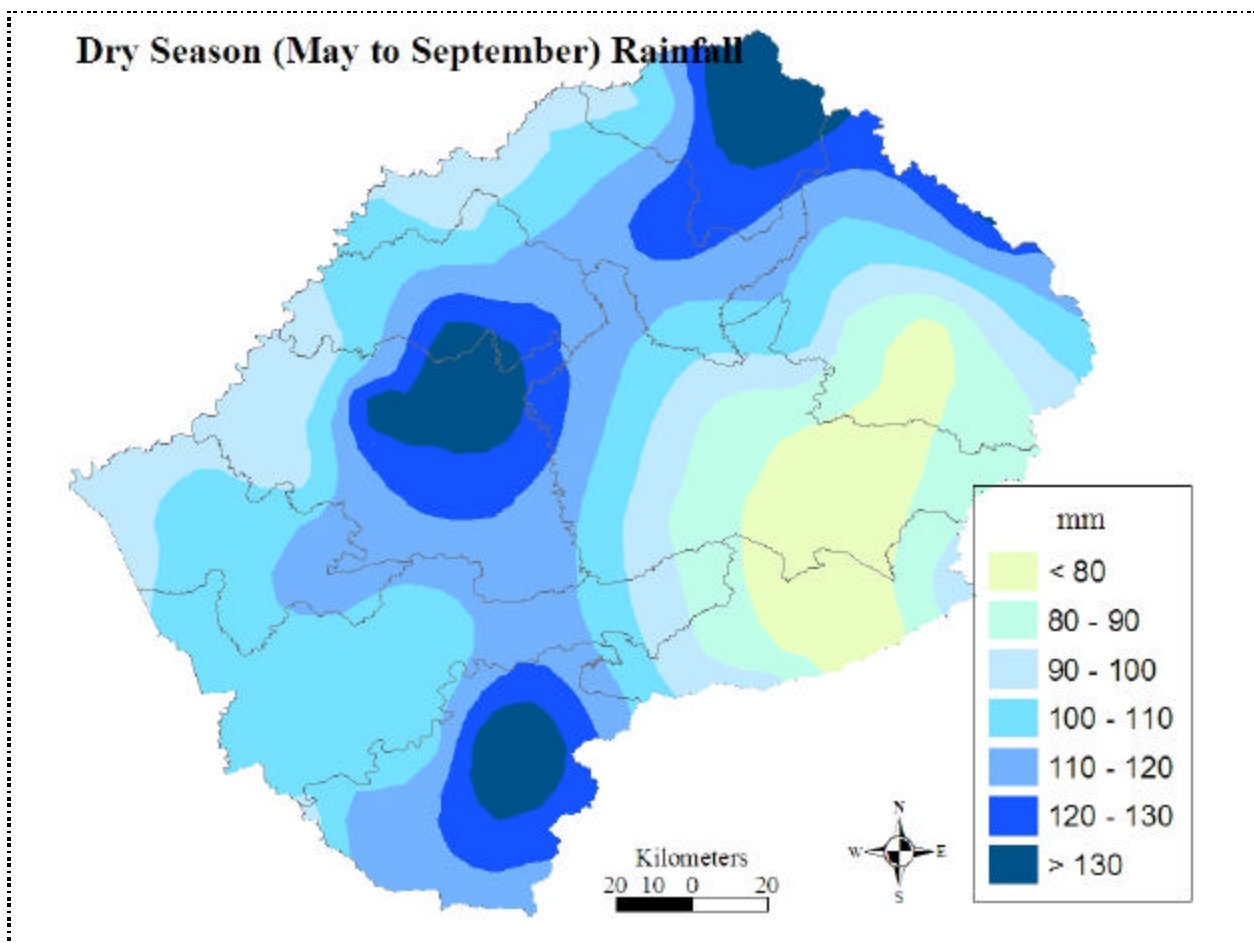 Dry Season (May to September) Rainfall
mm
< 80
80 - 90
90 - 100
100 - 110
110 - 120
120 - 130
> 130
N
W E
S
Kilometers
20 10 0 20